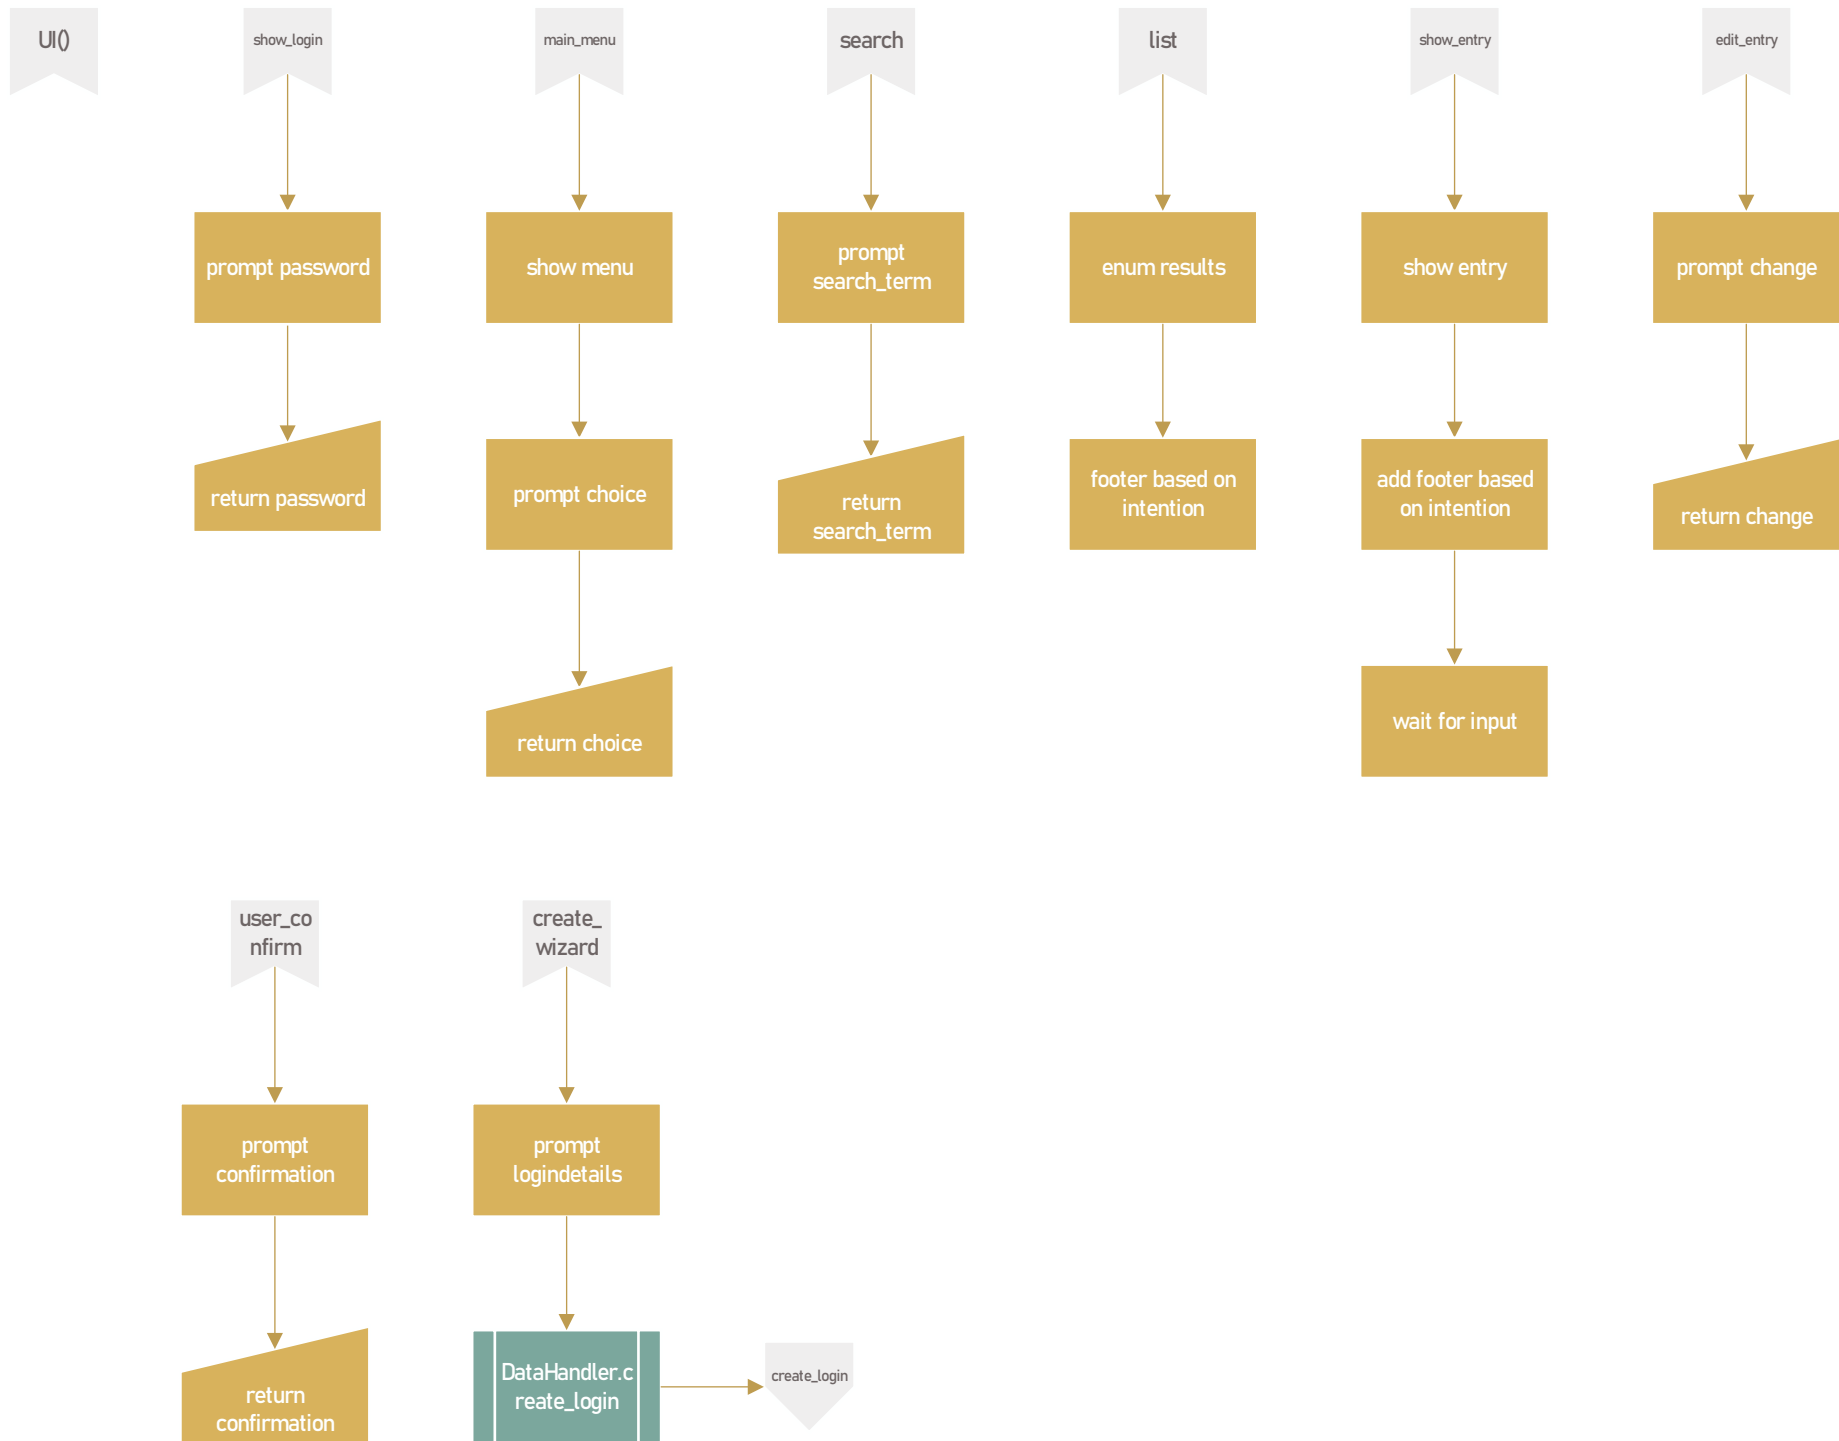 UI()
show_login
main_menu
search
list
show_entry
edit_entry
prompt password
show menu
prompt
search_term
enum results
show entry
prompt change
return password
prompt choice
return
search_term
footer based on
intention
add footer based
on intention
return change
return choice
wait for input
user_co
nfirm
create_
wizard
prompt
confirmation
prompt
logindetails
return
confirmation
DataHandler.c
reate_login
create_login